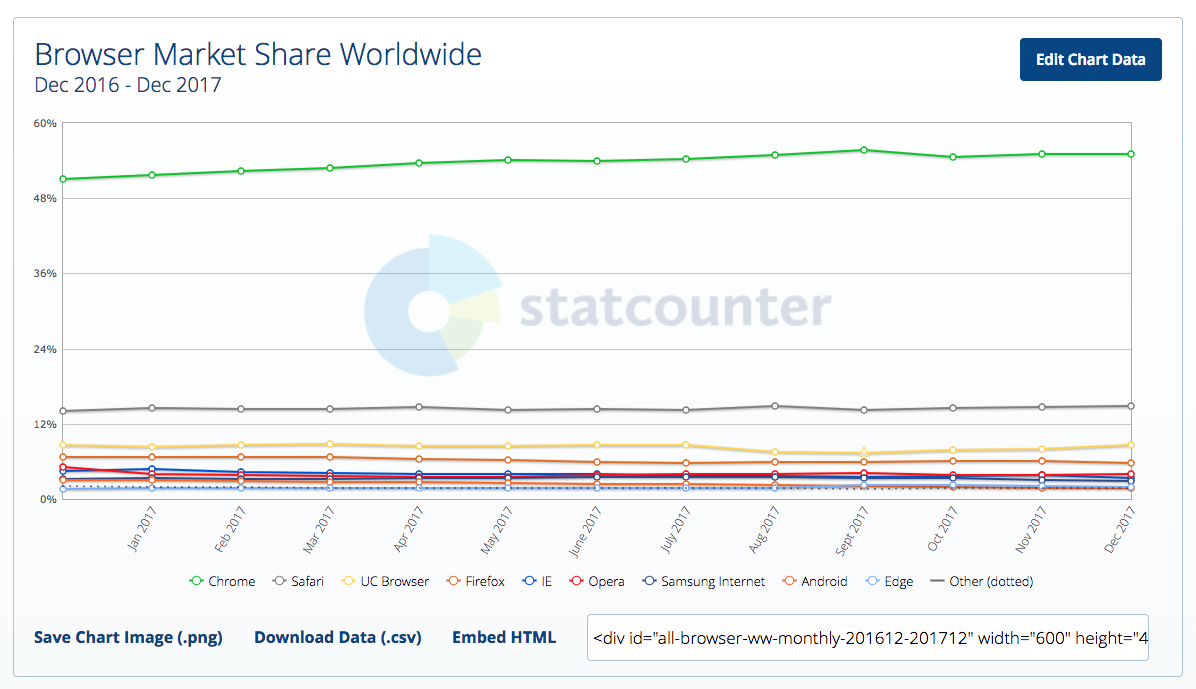 Browser Market Share Worldwide
Dec 2016 - Dec 2017
Edit Chart Data
60%
48%
36%
24%
12%
0%
statcounter
Jan 2017
Feb 2017
Mar 2017
Apr 2017
May 2017
June 2017
July 2017
Aug 2017
Sept 2017
Oct 2017
Nov 2017
Dec 2017
Chrome Safari UC Browser Firefox IE Opera Samsung Internet Android Edge Other (dotted)
Save Chart Image (.png) Download Data (.csv) Embed HTML <div id="all-browser-ww-monthly-201612-201712" width="600" height="4